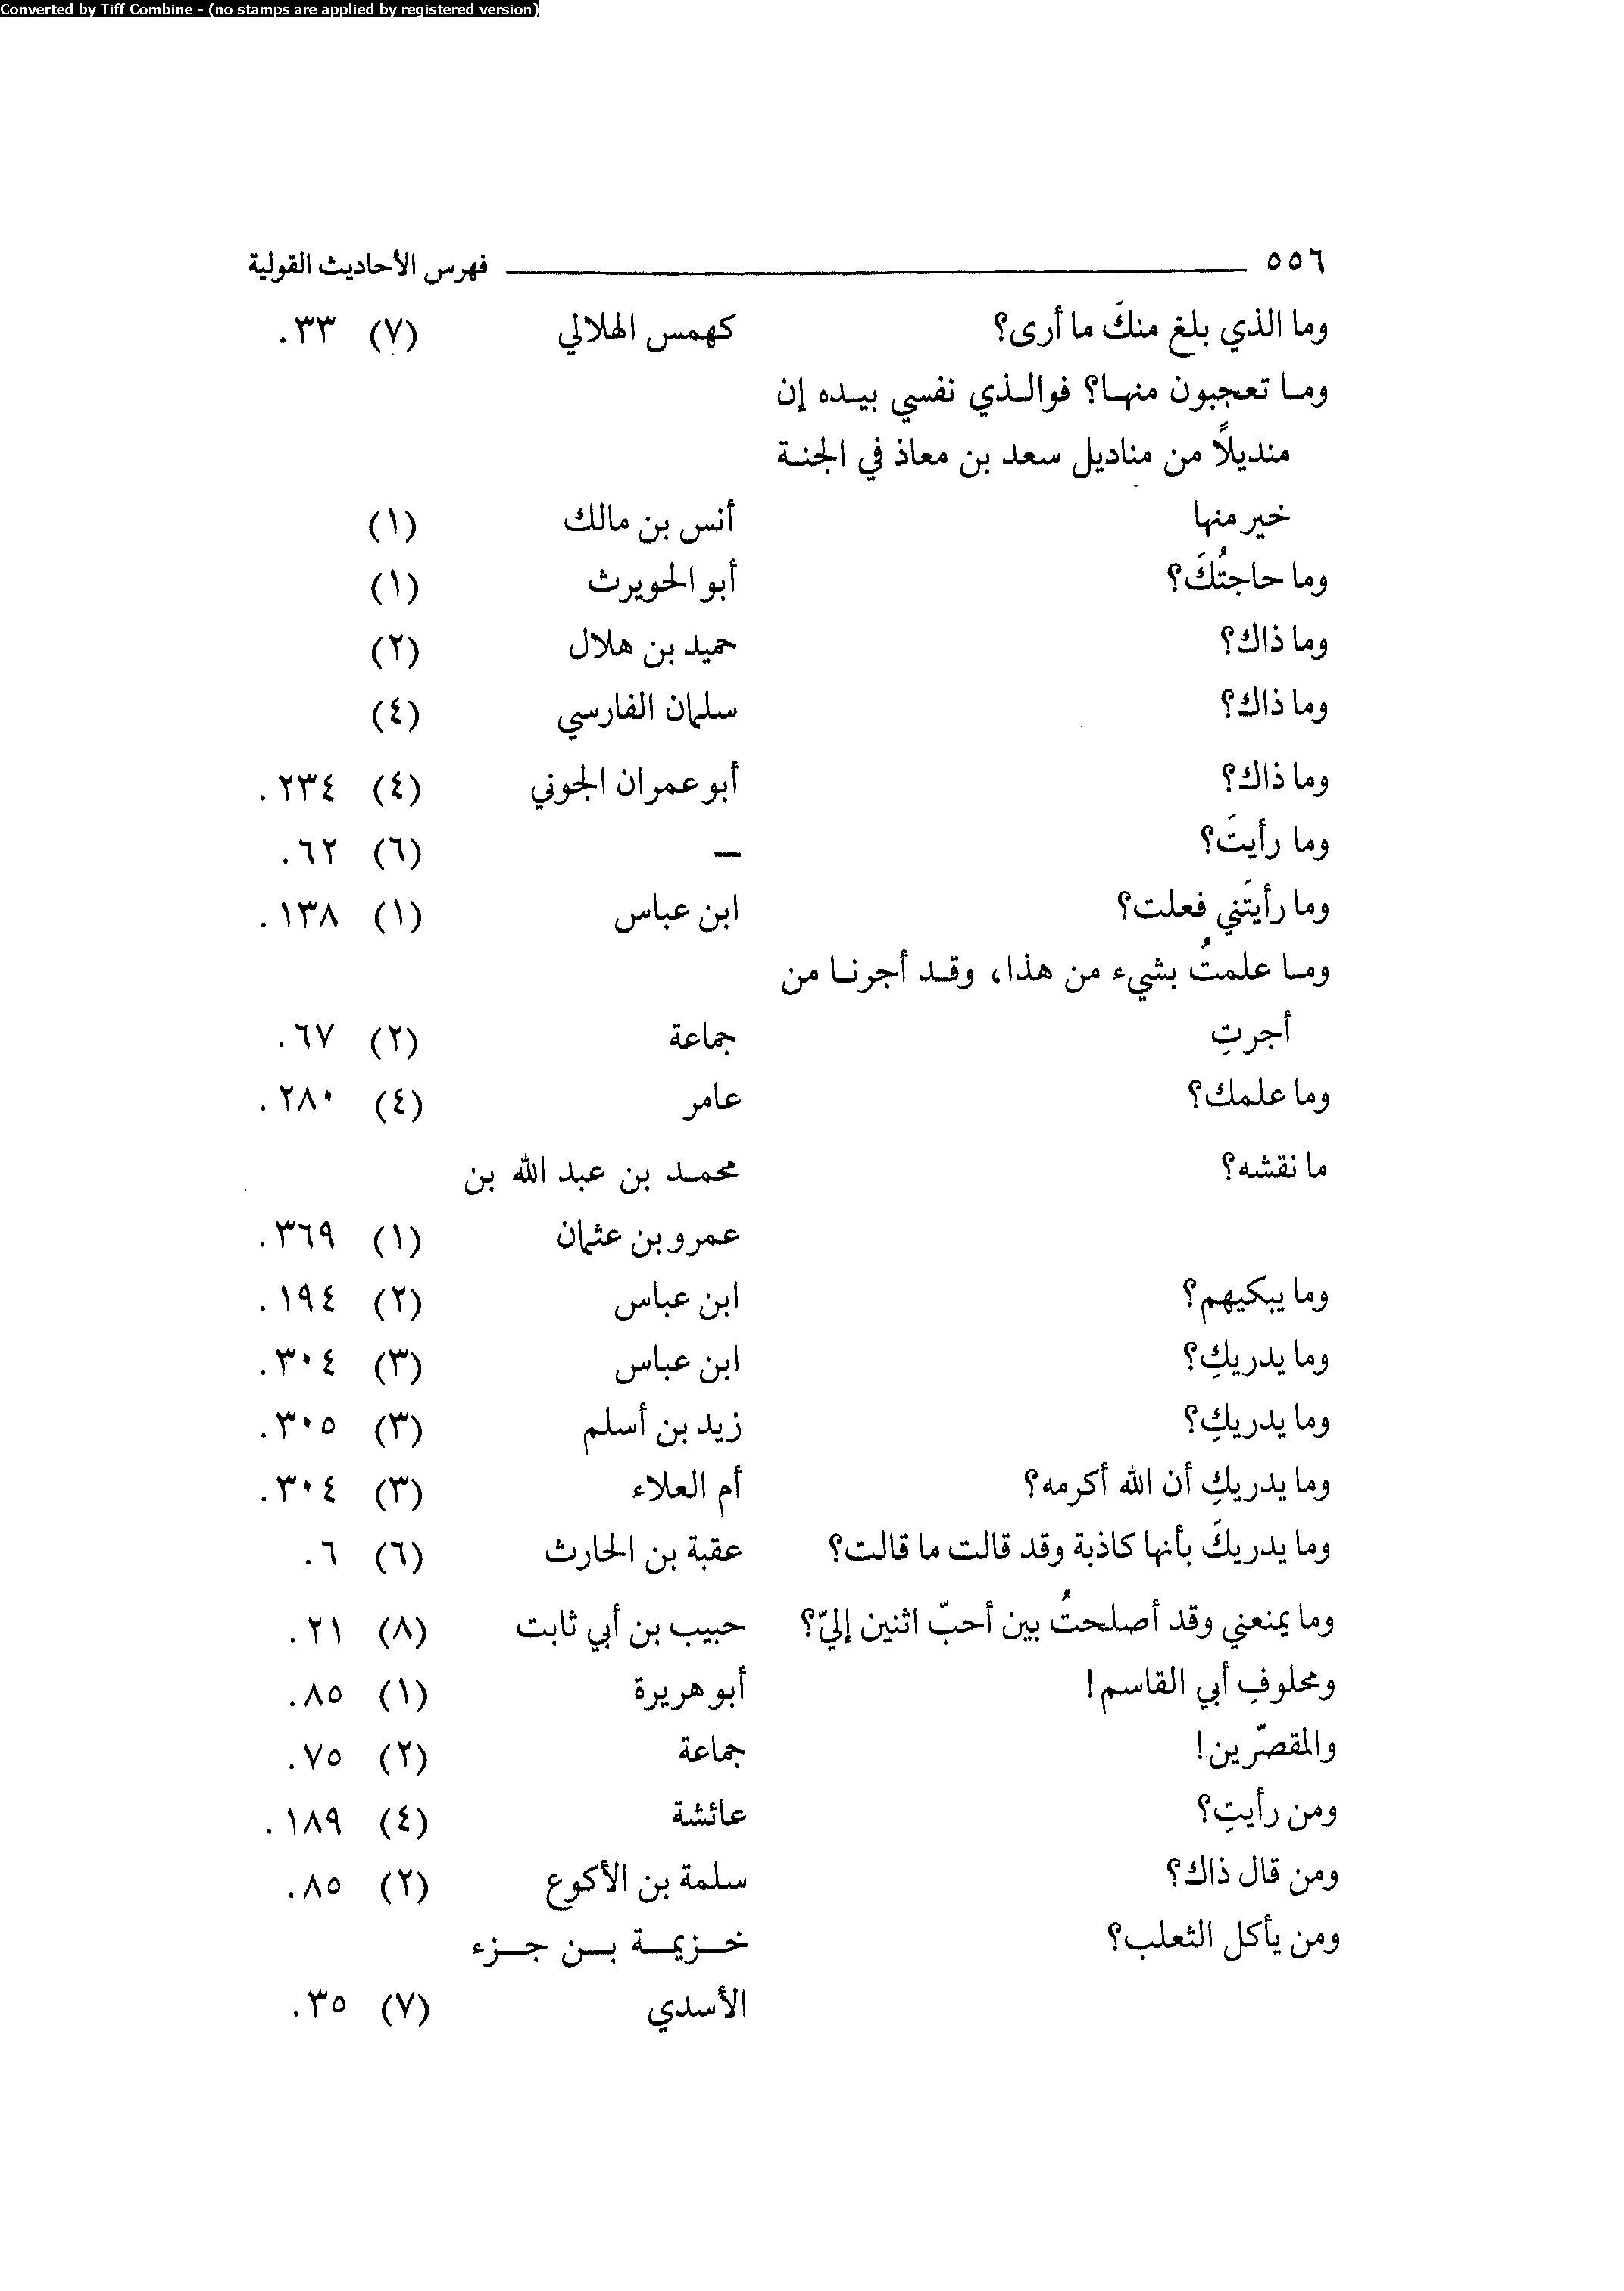 Converted by Tiff Combine - (no stamps are applied by registered version)
٥٥٦ فهرس الأحاديث القولية
وما الذي بلغ منكَ ما أرى؟ كهمس الهلالي (٧) ٣٣.
وما تعجبون منها؟ فوالذي نفسي بيده إن
منديلاً من مناديل سعد بن معاذ في الجنة
خير منها أنس بن مالك (١)
وما حاجتُكَ؟ أبو الحويرث (١)
وما ذاك؟ حميد بن هلال (٢)
وما ذاك؟ سلمان الفارسي (٤)
وما ذاك؟ أبو عمران الجوني (٤) ٢٣٤.
وما رأيتَ؟ – (٦) ٦٢.
وما رأيتَني فعلت؟ ابن عباس (١) ١٣٨.
وما علمتُ بشيء من هذا، وقد أجرنا من
أجرتِ جماعة (٢) ٦٧.
وما علمك؟ عامر (٤) ٢٨٠.
ما نقشه؟ محمد بن عبد الله بن
عمرو بن عثمان (١) ٣٦٩.
وما يبكيهم؟ ابن عباس (٢) ١٩٤.
وما يدريكِ؟ ابن عباس (٣) ٣٠٤.
وما يدريكِ؟ زيد بن أسلم (٣) ٣٠٥.
وما يدريكِ أن الله أكرمه؟ أم العلاء (٣) ٣٠٤.
وما يدريكَ بأنها كاذبة وقد قالت ما قالت؟ عقبة بن الحارث (٦) ٦.
وما يمنعني وقد أصلحتُ بين أحبّ اثنين إليّ؟ حبيب بن أبي ثابت (٨) ٢١.
ومحلوفِ أبي القاسم! أبو هريرة (١) ٨٥.
والمقصّرين! جماعة (٢) ٧٥.
ومن رأيتِ؟ عائشة (٤) ١٨٩.
ومن قال ذاك؟ سلمة بن الأكوع (٢) ٨٥.
ومن يأكل الثعلب؟ خزيمة بن جزء
الأسدي (٧) ٣٥.